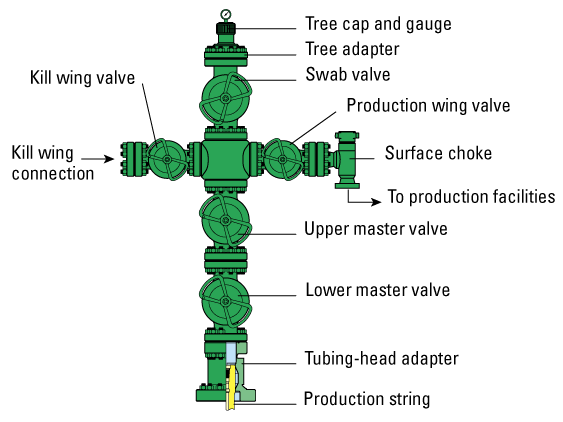 Tree cap and gauge
Tree adapter
Swab valve
Kill wing valve
Production wing valve
Kill wing
connection
Surface choke
To production facilities
Upper master valve
Lower master valve
Tubing-head adapter
Production string